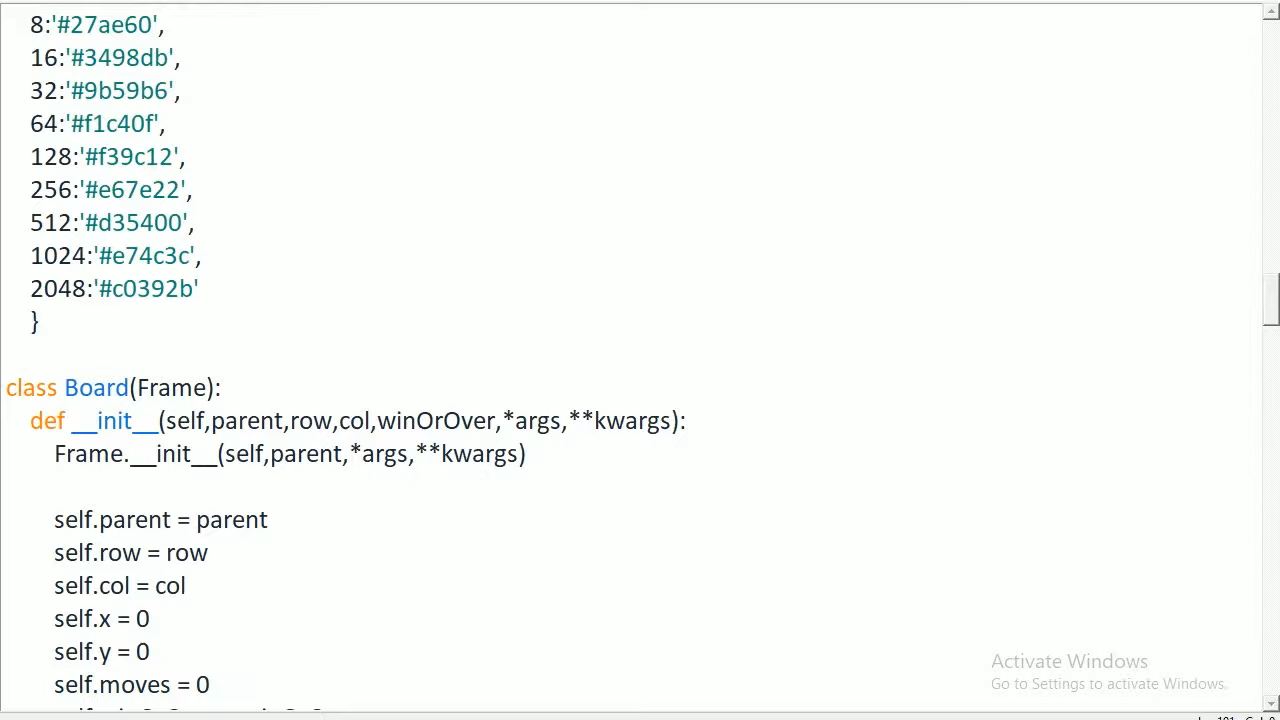 8:'#27ae60',
16:'#3498db',
32:'#9b59b6',
64:'#f1c40f',
128:'#f39c12',
256:'#e67e22',
512:'#d35400',
1024:'#e74c3c',
2048:'#c0392b'
}
class Board(Frame):
def __init__(self,parent,row,col,winOrOver,*args,**kwargs):
Frame.__init__(self,parent,*args,**kwargs)
self.parent = parent
self.row = row
self.col = col
self.x = 0
self.y = 0
self.moves = 0
Activate Windows
Go to Settings to activate Windows.